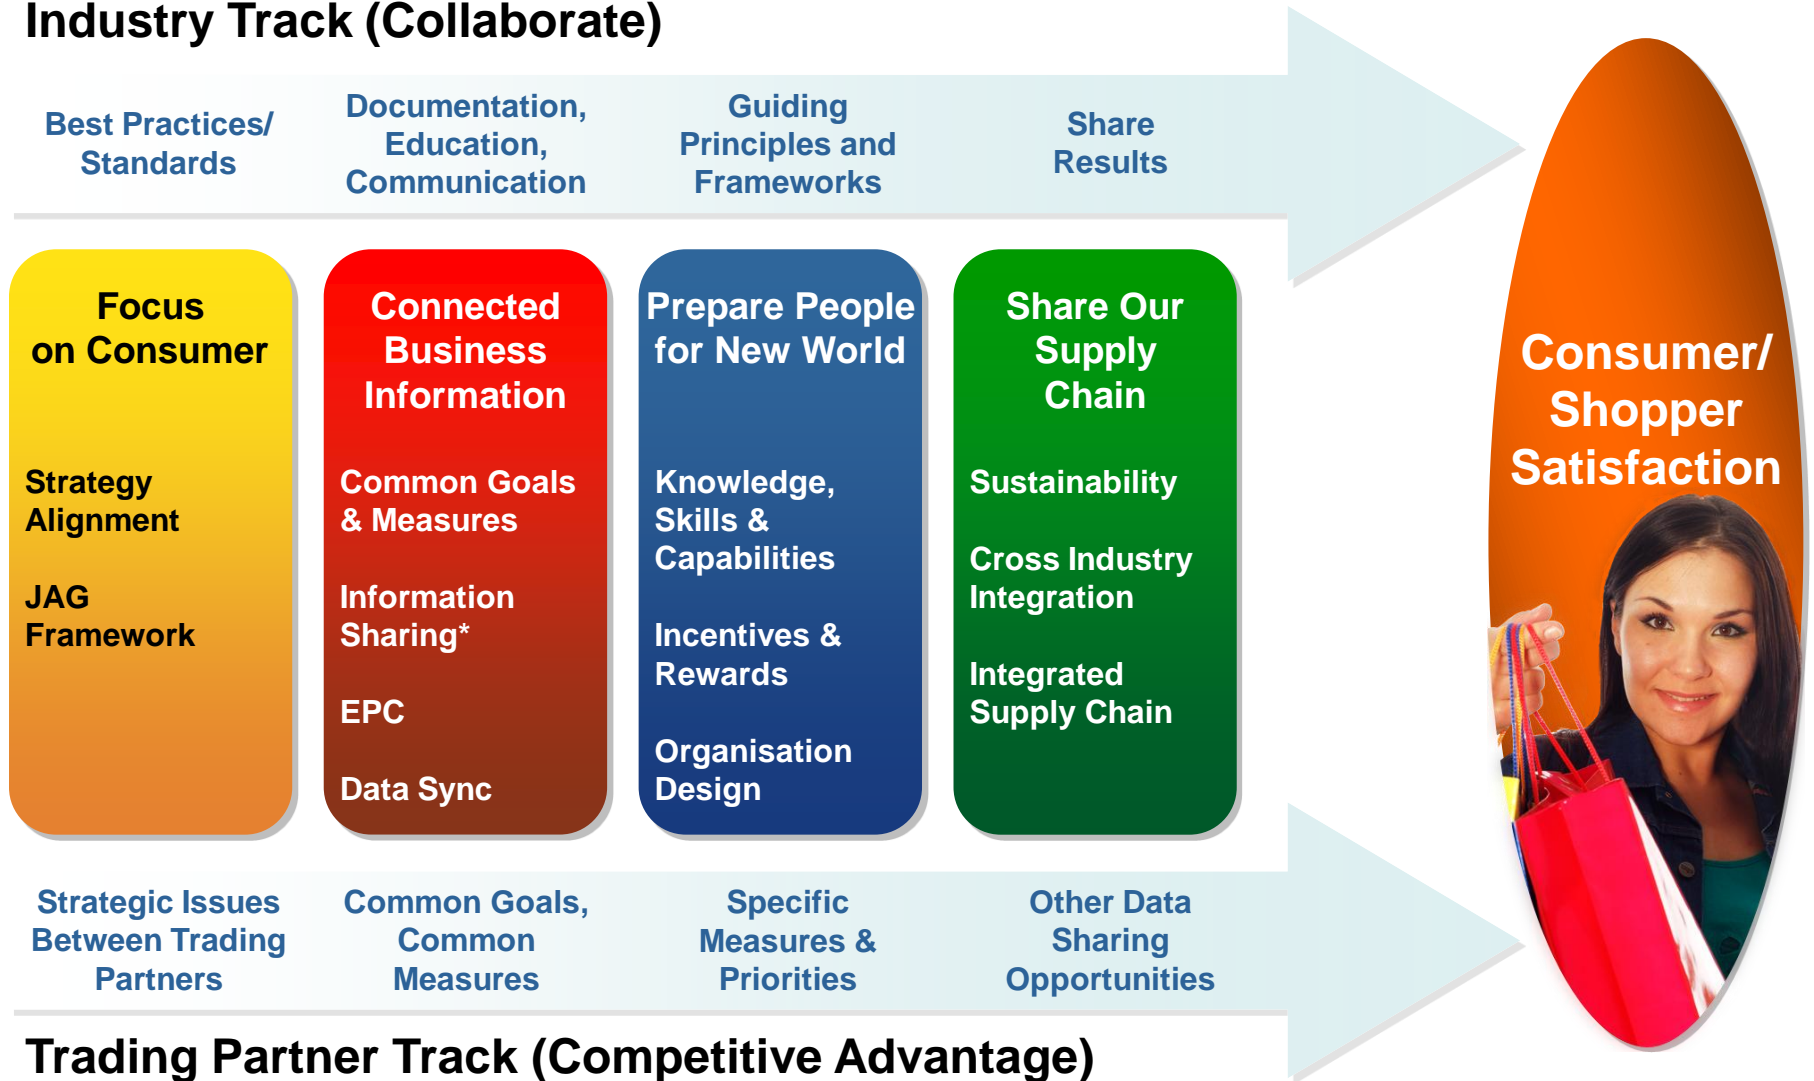 Industry Track (Collaborate)
Best Practices/
Standards
Documentation,
Education,
Communication
Guiding
Principles and
Frameworks
Share
Results
Focus
on Consumer
Strategy
Alignment
JAG
Framework
Connected
Business
Information
Common Goals
& Measures
Information
Sharing*
EPC
Data Sync
Prepare People
for New World
Knowledge,
Skills &
Capabilities
Incentives &
Rewards
Organisation
Design
Share Our
Supply
Chain
Sustainability
Cross Industry
Integration
Integrated
Supply Chain
Consumer/
Shopper
Satisfaction
Strategic Issues
Between Trading
Partners
Common Goals,
Common
Measures
Specific
Measures &
Priorities
Other Data
Sharing
Opportunities
Trading Partner Track (Competitive Advantage)